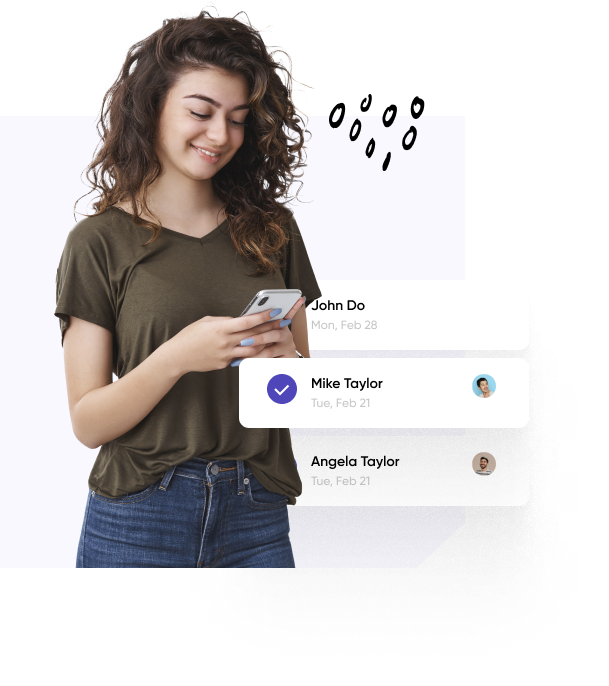 John Do
Mon, Feb 28
Mike Taylor
Tue, Feb 21
Angela Taylor
Tue, Feb 21